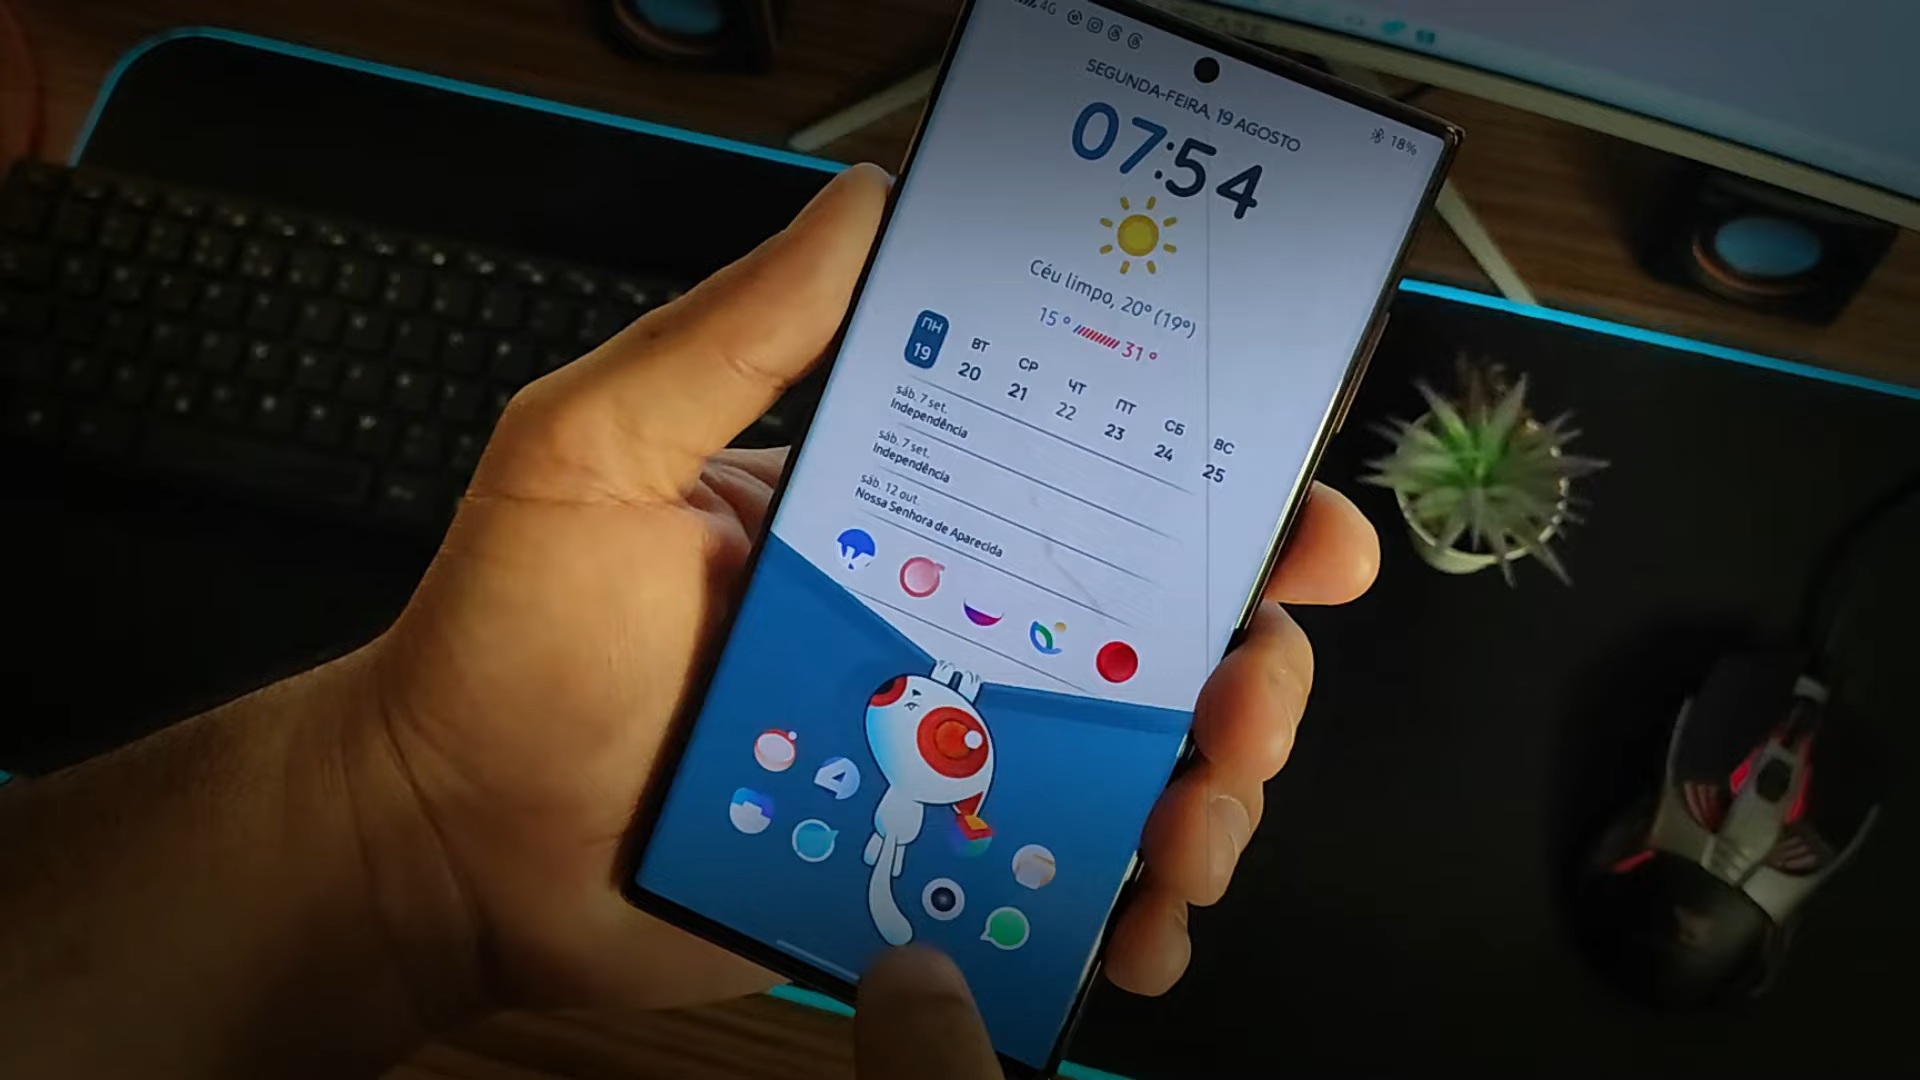 4G
18%
SEGUNDA-FEIRA, 19 AGOSTO
07:54
Céu limpo, 20° (19°)
15° 31°
ПН ВТ СР ЧТ ПТ СБ ВС
19 20 21 22 23 24 25
sáb. 7 set.
Independência
sáb. 7 set.
Independência
sáb. 12 out.
Nossa Senhora de Aparecida